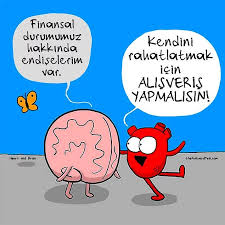 Finansal
durumumuz
hakkında
endişelerim
var.
Kendini
rahatlatmak
için
ALIŞVERİŞ
YAPMALISIN!